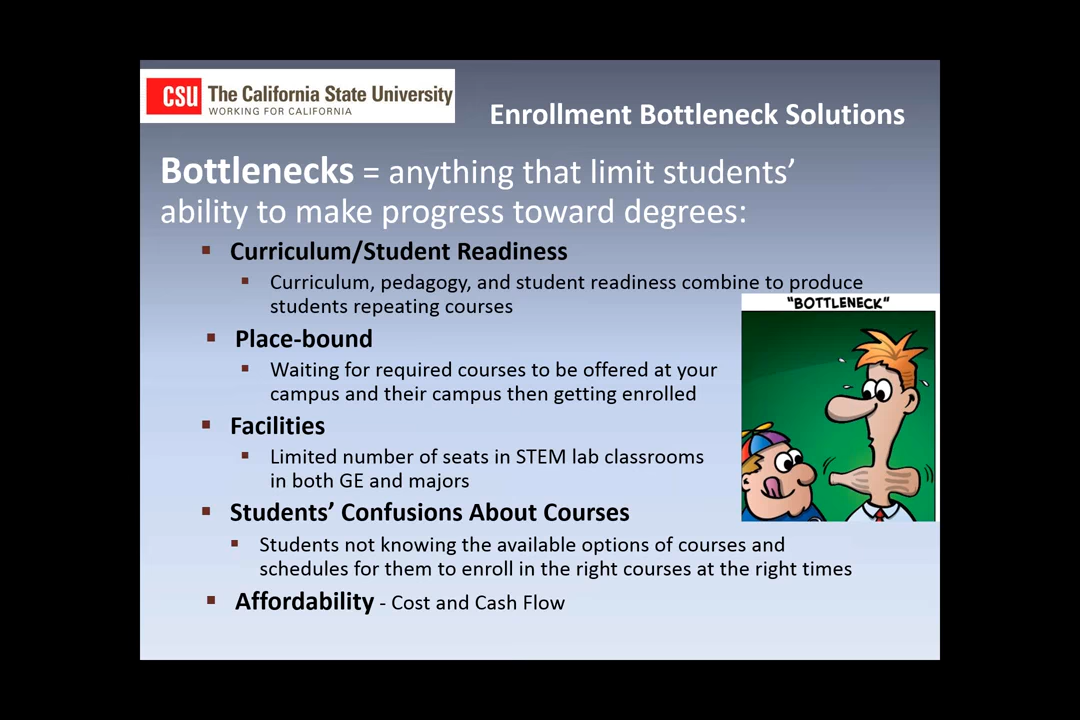 CSU The California State University
WORKING FOR CALIFORNIA
Enrollment Bottleneck Solutions
Bottlenecks = anything that limit students’
ability to make progress toward degrees:
Curriculum/Student Readiness
Curriculum, pedagogy, and student readiness combine to produce
students repeating courses
"BOTTLENECK"
Place-bound
Waiting for required courses to be offered at your
campus and their campus then getting enrolled
Facilities
Limited number of seats in STEM lab classrooms
in both GE and majors
Students’ Confusions About Courses
Students not knowing the available options of courses and
schedules for them to enroll in the right courses at the right times
Affordability - Cost and Cash Flow